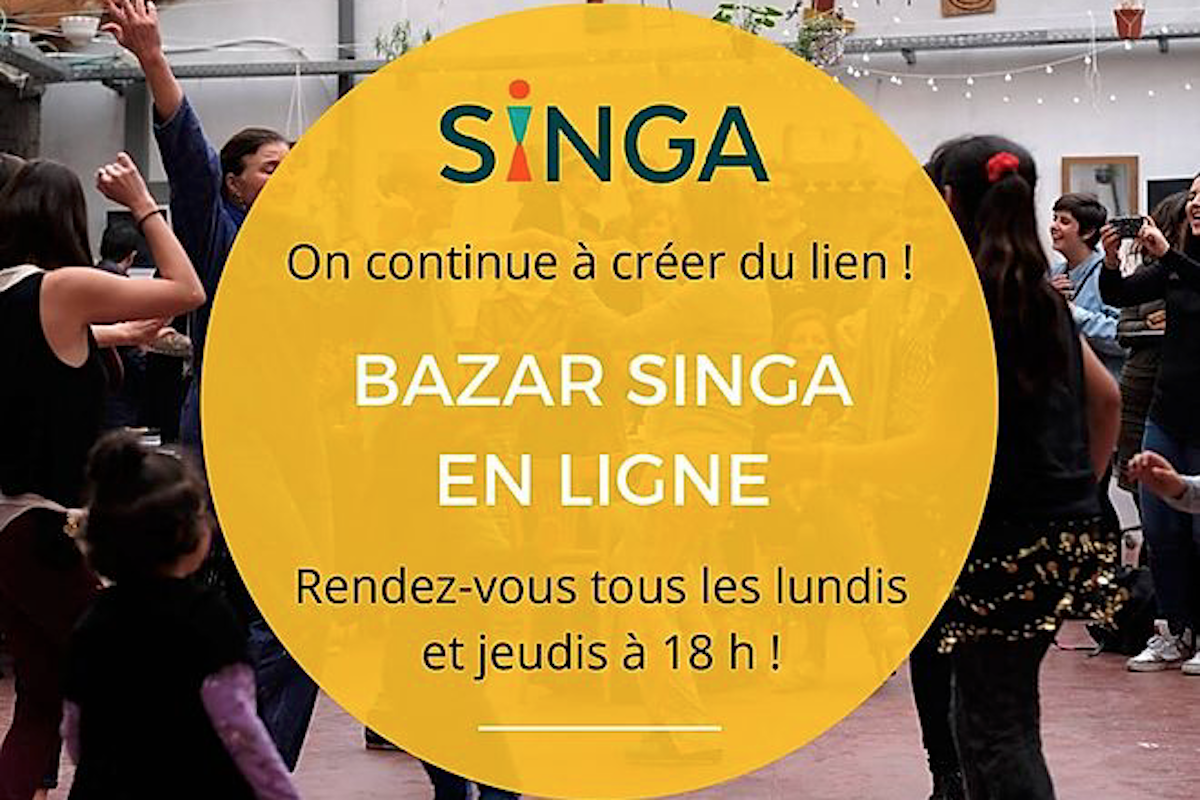 SINGA
On continue à créer du lien !
BAZAR SINGA
EN LIGNE
Rendez-vous tous les lundis
et jeudis à 18 h !